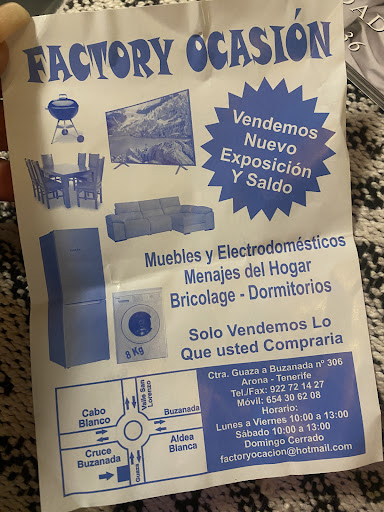 FACTORY OCASIÓN
Vendemos
Nuevo
Exposición
Y Saldo
Muebles y Electrodomésticos
Menajes del Hogar
Bricolage - Dormitorios
8 Kg
Solo Vendemos Lo
Que usted Compraria
Cabo
Blanco
Valle San
Lorenzo
Buzanada
Cruce
Buzanada
Guaza
Aldea
Blanca
Ctra. Guaza a Buzanada nº 306
Arona - Tenerife
Tel./Fax: 922 72 14 27
Móvil: 654 30 62 08
Horario:
Lunes a Viernes 10:00 a 13:00
Sábado 10:00 a 13:00
Domingo Cerrado
factoryocacion@hotmail.com